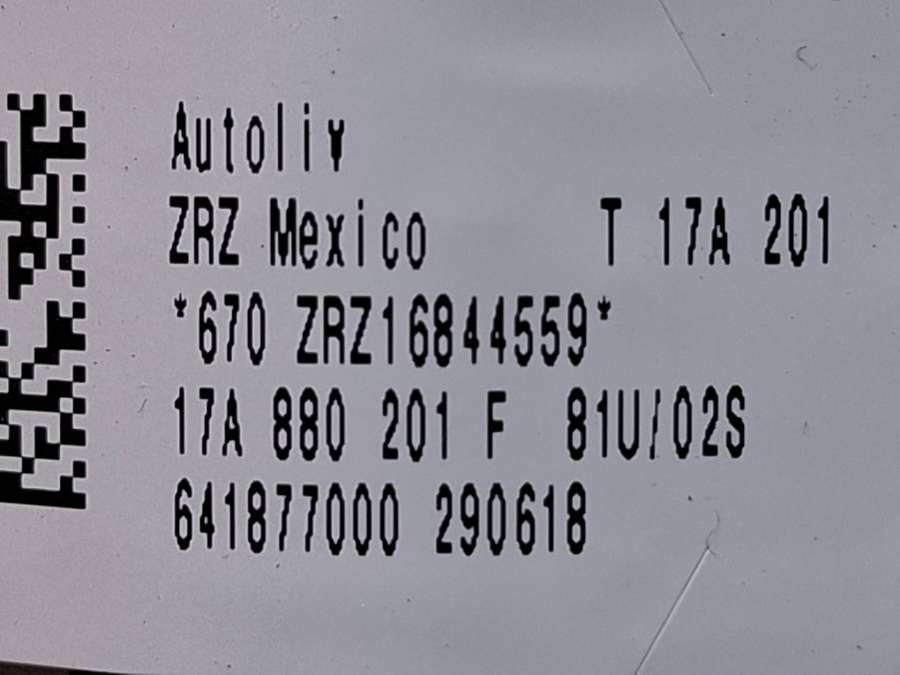 Autoliv
ZRZ Mexico T 17A 201
*670 ZRZ16844559*
17A 880 201 F 81U/02S
641877000 290618